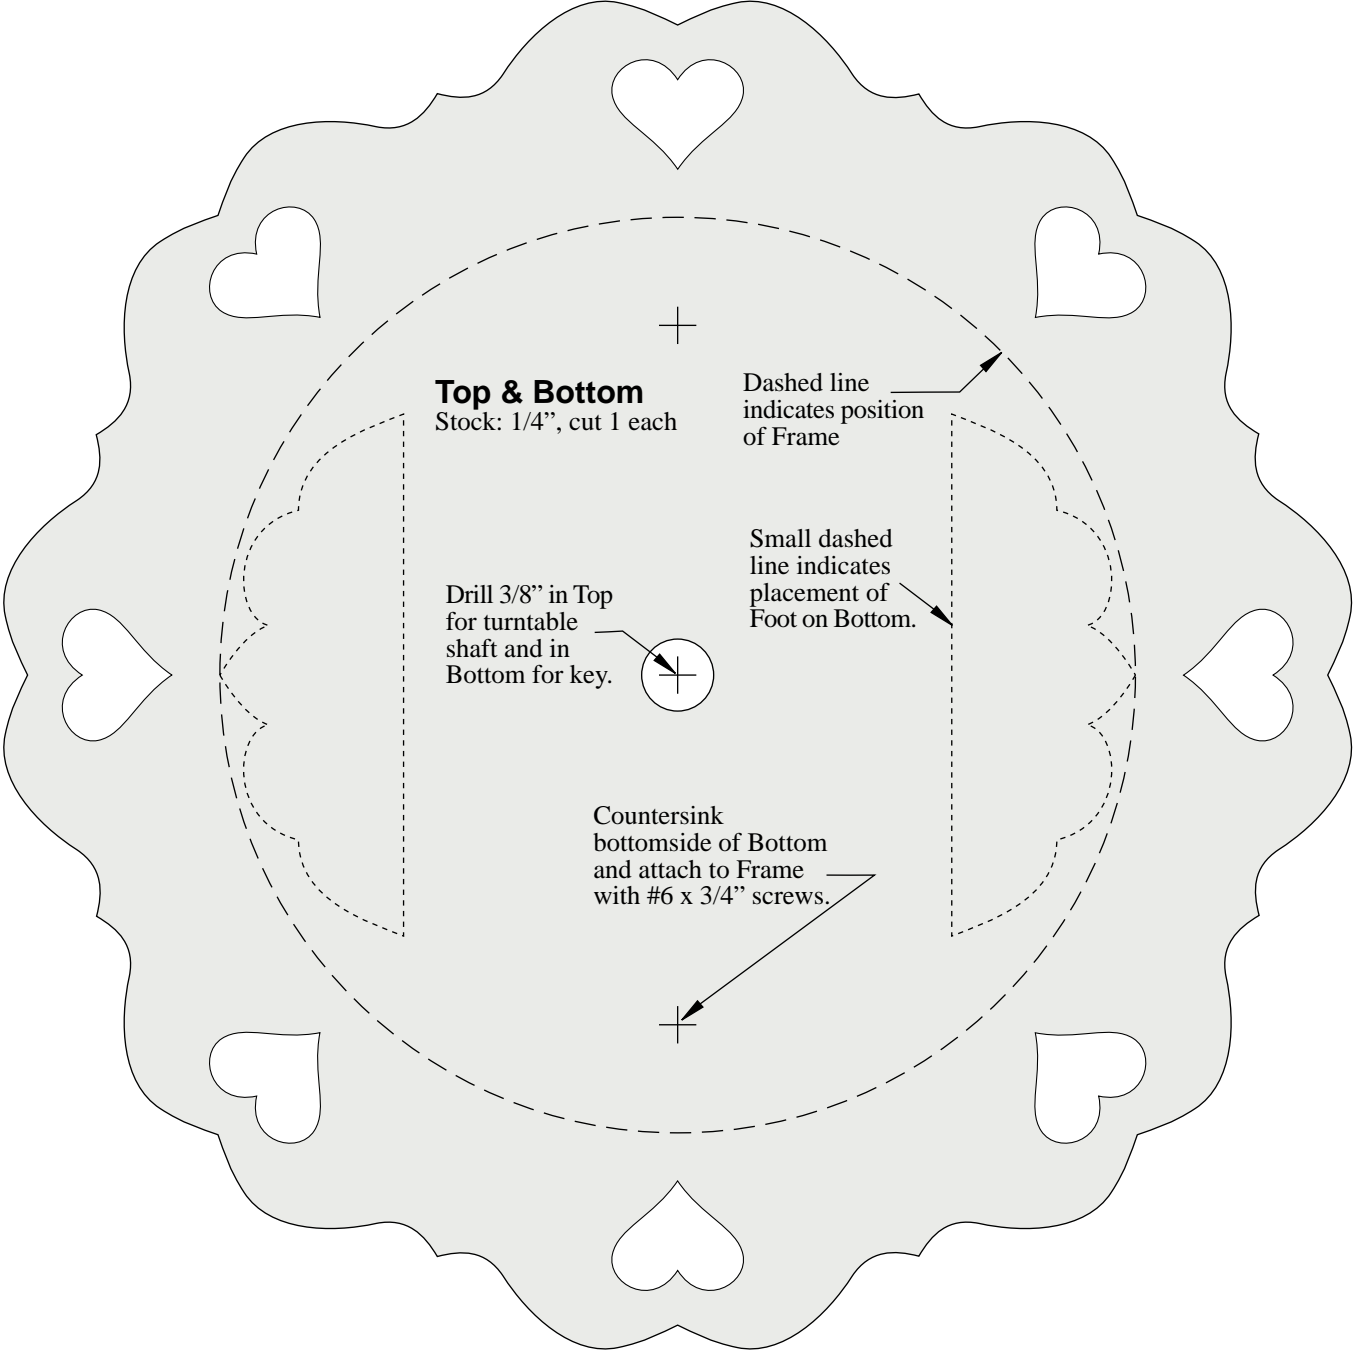 Top & Bottom
Stock: 1/4”, cut 1 each
Dashed line
indicates position
of Frame
Small dashed
line indicates
placement of
Foot on Bottom.
Drill 3/8” in Top
for turntable
shaft and in
Bottom for key.
Countersink
bottomside of Bottom
and attach to Frame
with #6 x 3/4” screws.